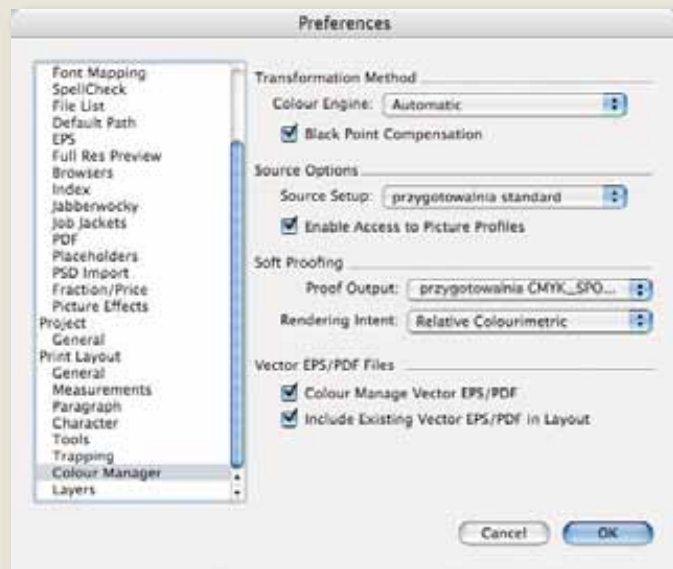 Preferences
Font Mapping
SpellCheck
File List
Default Path
EPS
Full Res Preview
Browsers
Index
Jabberwocky
Job Jackets
PDF
Placeholders
PSD Import
Fraction/Price
Picture Effects
Project
General
Print Layout
General
Measurements
Paragraph
Character
Tools
Trapping
Colour Manager
Layers
Transformation Method
Colour Engine: Automatic
Black Point Compensation
Source Options
Source Setup: przygotowalnia standard
Enable Access to Picture Profiles
Soft Proofing
Proof Output: przygotowalnia CMYK_SPO...
Rendering Intent: Relative Colourimetric
Vector EPS/PDF Files
Colour Manage Vector EPS/PDF
Include Existing Vector EPS/PDF in Layout
Cancel
OK